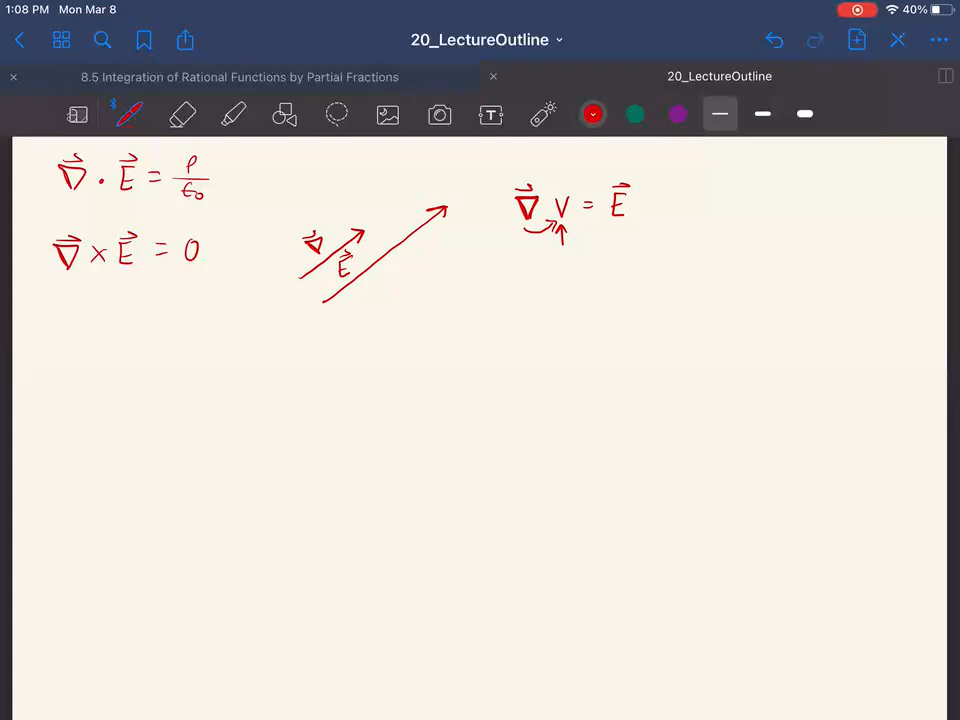 1:08 PM Mon Mar 8
40%
20_LectureOutline
8.5 Integration of Rational Functions by Partial Fractions
20_LectureOutline
T
∇⃗ · E⃗ = ρ/ε₀
∇⃗ × E⃗ = 0
∇⃗
E⃗
∇⃗ V = E⃗